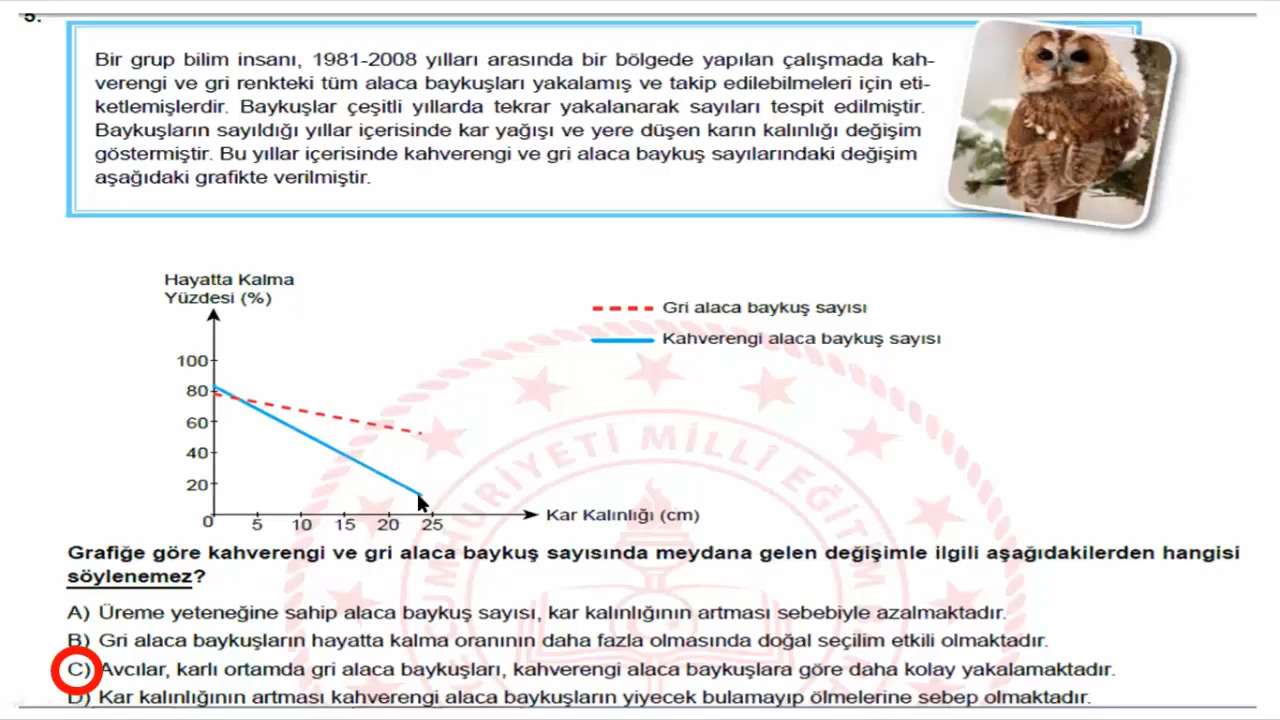 5.
Bir grup bilim insanı, 1981-2008 yılları arasında bir bölgede yapılan çalışmada kah-
verengi ve gri renkteki tüm alaca baykuşları yakalamış ve takip edilebilmeleri için eti-
ketlemişlerdir. Baykuşlar çeşitli yıllarda tekrar yakalanarak sayıları tespit edilmiştir.
Baykuşların sayıldığı yıllar içerisinde kar yağışı ve yere düşen karın kalınlığı değişim
göstermiştir. Bu yıllar içerisinde kahverengi ve gri alaca baykuş sayılarındaki değişim
aşağıdaki grafikte verilmiştir.
Hayatta Kalma
Yüzdesi (%)
Gri alaca baykuş sayısı
Kahverengi alaca baykuş sayısı
100
80
60
40
20
0 5 10 15 20 25
Kar Kalınlığı (cm)
CUMHURİYETİ MİLLÎ EĞİTİM
Grafiğe göre kahverengi ve gri alaca baykuş sayısında meydana gelen değişimle ilgili aşağıdakilerden hangisi
söylenemez?
A) Üreme yeteneğine sahip alaca baykuş sayısı, kar kalınlığının artması sebebiyle azalmaktadır.
B) Gri alaca baykuşların hayatta kalma oranının daha fazla olmasında doğal seçilim etkili olmaktadır.
C) Avcılar, karlı ortamda gri alaca baykuşları, kahverengi alaca baykuşlara göre daha kolay yakalamaktadır.
D) Kar kalınlığının artması kahverengi alaca baykuşların yiyecek bulamayıp ölmelerine sebep olmaktadır.